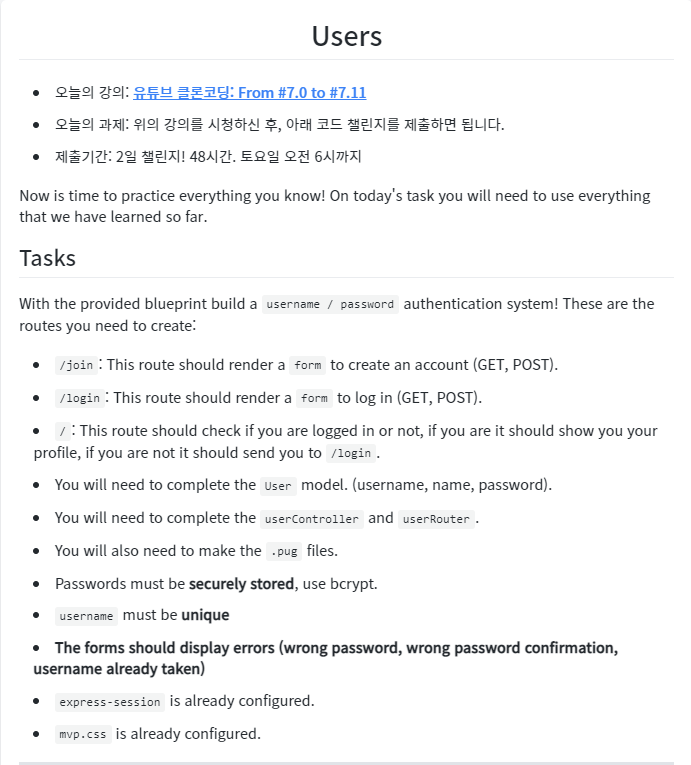 Users
오늘의 강의: 유튜브 클론코딩: From #7.0 to #7.11
오늘의 과제: 위의 강의를 시청하신 후, 아래 코드 챌린지를 제출하면 됩니다.
제출기간: 2일 챌린지! 48시간. 토요일 오전 6시까지
Now is time to practice everything you know! On today's task you will need to use everything
that we have learned so far.
Tasks
With the provided blueprint build a username / password authentication system! These are the
routes you need to create:
/join : This route should render a form to create an account (GET, POST).
/login : This route should render a form to log in (GET, POST).
/ : This route should check if you are logged in or not, if you are it should show you your
profile, if you are not it should send you to /login .
You will need to complete the User model. (username, name, password).
You will need to complete the userController and userRouter .
You will also need to make the .pug files.
Passwords must be securely stored, use bcrypt.
username must be unique
The forms should display errors (wrong password, wrong password confirmation,
username already taken)
express-session is already configured.
mvp.css is already configured.